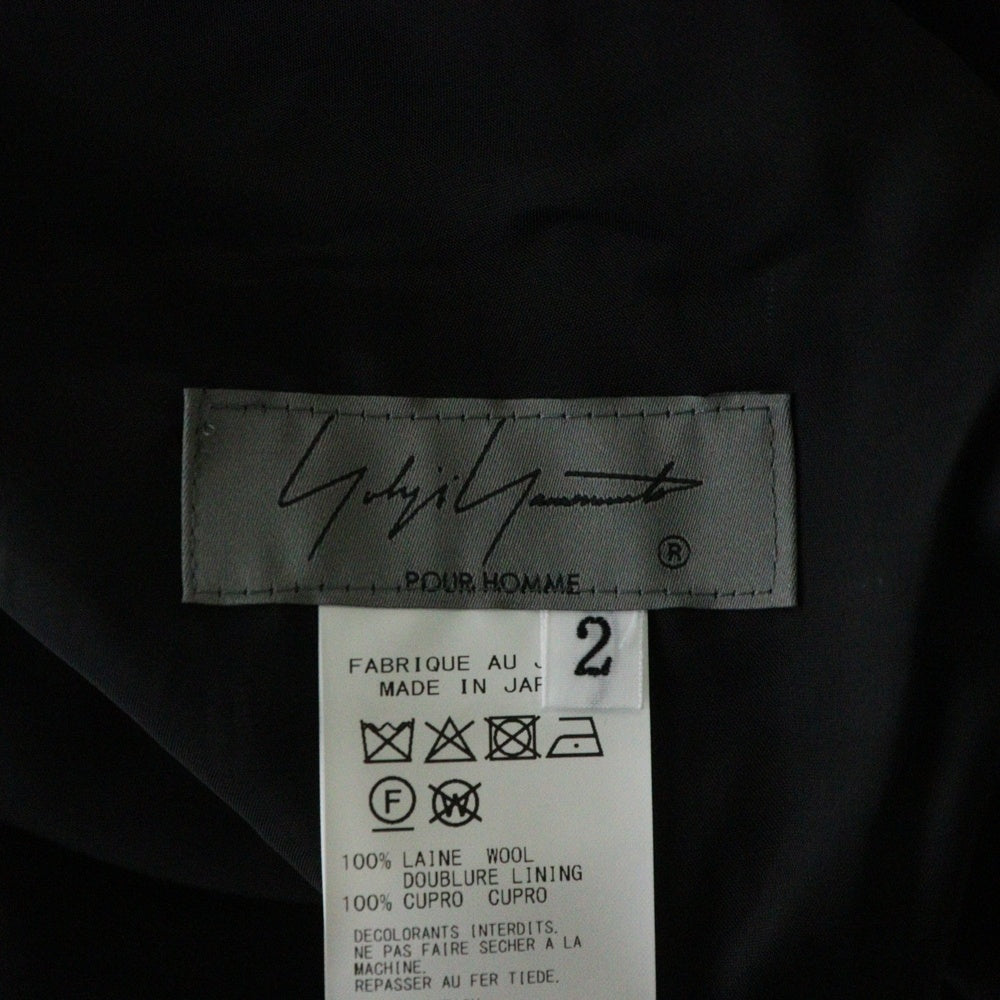 Yohji Yamamoto
®
POUR HOMME
2
FABRIQUE AU J
MADE IN JAP
F
W
100% LAINE WOOL
DOUBLURE LINING
100% CUPRO CUPRO
DECOLORANTS INTERDITS.
NE PAS FAIRE SECHER A LA
MACHINE.
REPASSER AU FER TIEDE.